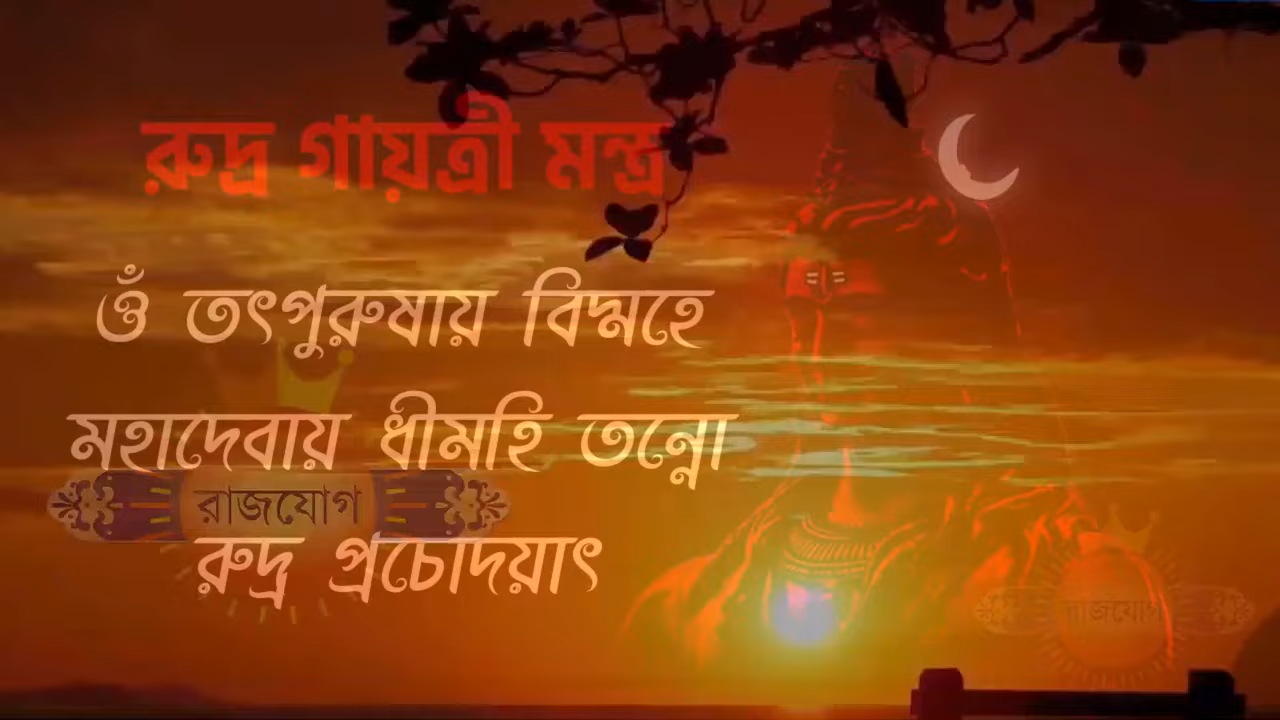 রুদ্র গায়ত্রী মন্ত্র
ওঁ তৎপুরুষায় বিদ্মহে
মহাদেবায় ধীমহি তন্নো
রাজযোগ
রুদ্র প্রচোদয়াৎ
রাজযোগ